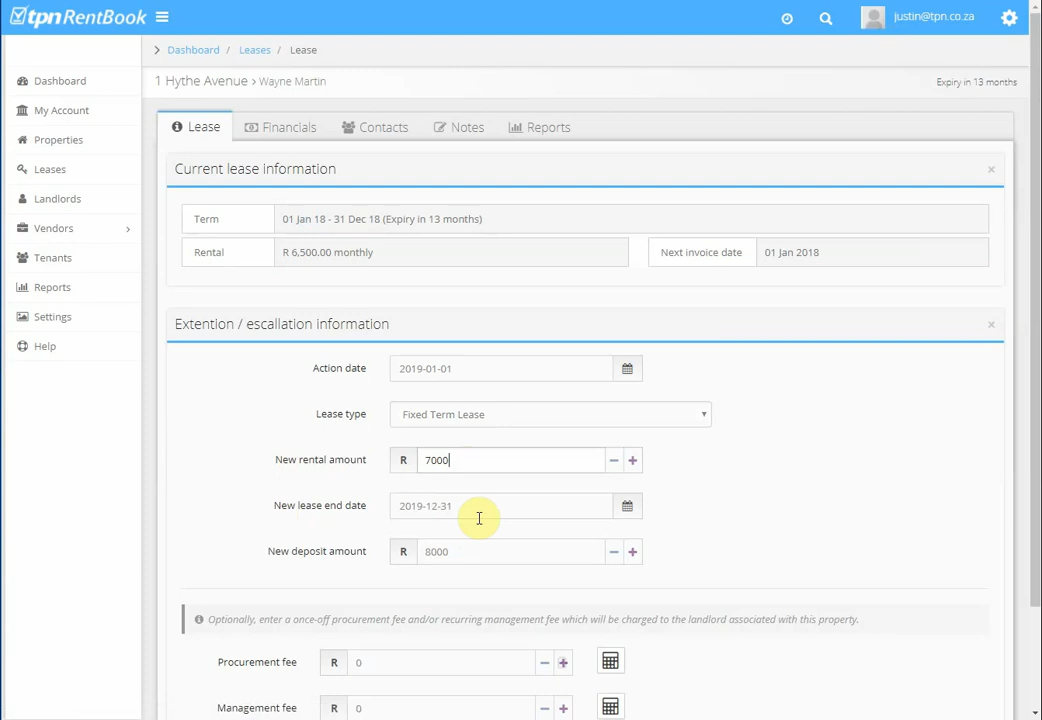 tpn RentBook
justin@tpn.co.za
Dashboard / Leases / Lease
1 Hythe Avenue > Wayne Martin
Expiry in 13 months
Dashboard
My Account
Properties
Leases
Landlords
Vendors
Tenants
Reports
Settings
Help
Lease
Financials
Contacts
Notes
Reports
Current lease information
Term
01 Jan 18 - 31 Dec 18 (Expiry in 13 months)
Rental
R 6,500.00 monthly
Next invoice date
01 Jan 2018
Extention / escallation information
Action date
2019-01-01
Lease type
Fixed Term Lease
New rental amount
R 7000
New lease end date
2019-12-31
New deposit amount
R 8000
Optionally, enter a once-off procurement fee and/or recurring management fee which will be charged to the landlord associated with this property.
Procurement fee
R 0
Management fee
R 0